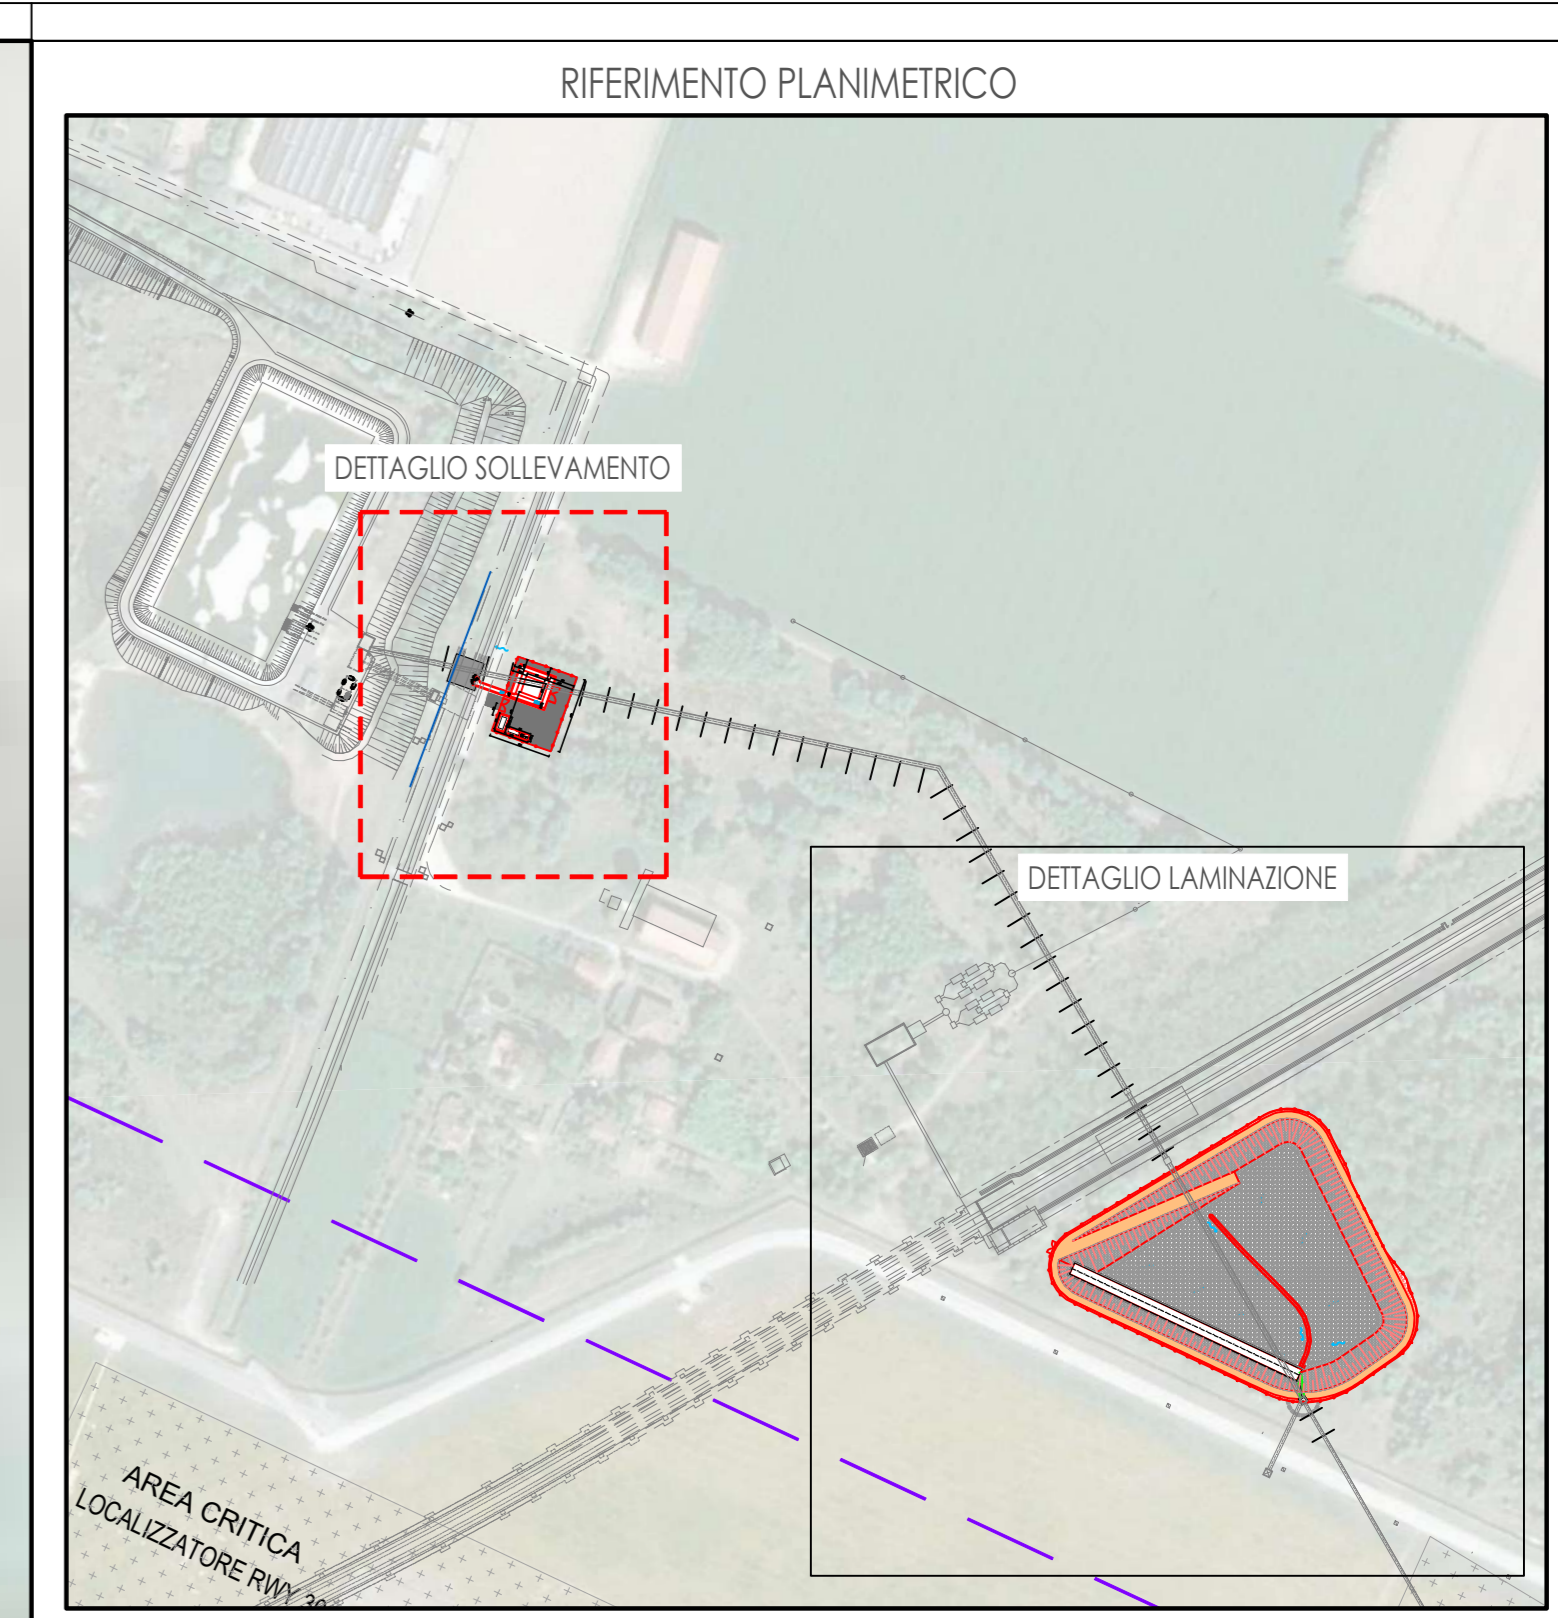 RIFERIMENTO PLANIMETRICO
DETTAGLIO SOLLEVAMENTO
DETTAGLIO LAMINAZIONE
AREA CRITICA
LOCALIZZATORE RWY